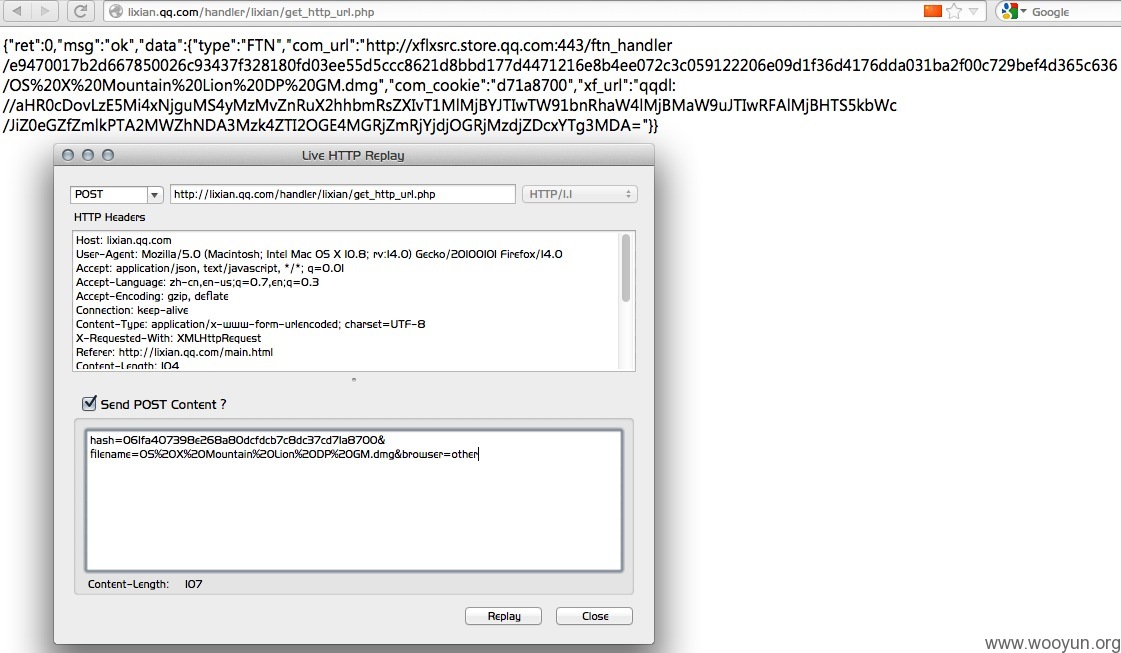 lixian.qq.com/handler/lixian/get_http_url.php
Google
{"ret":0,"msg":"ok","data":{"type":"FTN","com_url":"http://xflxsrc.store.qq.com:443/ftn_handler
/e9470017b2d667850026c93437f328180fd03ee55d5ccc8621d8bbd177d4471216e8b4ee072c3c059122206e09d1f36d4176dda031ba2f00c729bef4d365c636
/OS%20X%20Mountain%20Lion%20DP%20GM.dmg","com_cookie":"d71a8700","xf_url":"qqdl:
//aHR0cDovLzE5Mi4xNjguMS4yMzMvZnRuX2hhbmRsZXIvT1MlMjBYJTIwTW91bnRhaW4lMjBMaW9uJTIwRFAlMjBHTS5kbWc
/JiZ0eGZfZmlkPTA2MWZhNDA3Mzk4ZTI2OGE4MGRjZmRjYjdjOGRjMzdjZDcxYTg3MDA="}}
Live HTTP Replay
POST
http://lixian.qq.com/handler/lixian/get_http_url.php
HTTP/1.1
HTTP Headers
Host: lixian.qq.com
User-Agent: Mozilla/5.0 (Macintosh; Intel Mac OS X 10.8; rv:14.0) Gecko/20100101 Firefox/14.0
Accept: application/json, text/javascript, */*; q=0.01
Accept-Language: zh-cn,en-us;q=0.7,en;q=0.3
Accept-Encoding: gzip, deflate
Connection: keep-alive
Content-Type: application/x-www-form-urlencoded; charset=UTF-8
X-Requested-With: XMLHttpRequest
Referer: http://lixian.qq.com/main.html
Content-Length: 104
Send POST Content ?
hash=061fa407398e268a80dcfdcb7c8dc37cd71a8700&
filename=OS%20X%20Mountain%20Lion%20DP%20GM.dmg&browser=other
Content-Length: 107
Replay
Close
www.wooyun.org